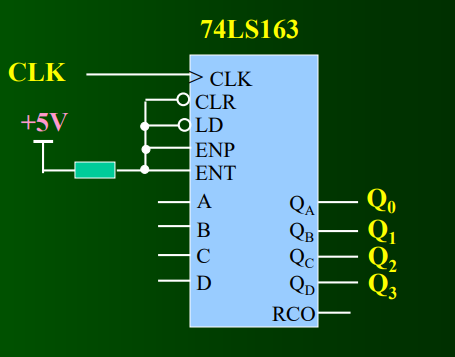 74LS163
CLK
CLK
CLR
+5V
LD
ENP
ENT
A
Q_A Q_0
B
Q_B Q_1
C
Q_C Q_2
D
Q_D Q_3
RCO